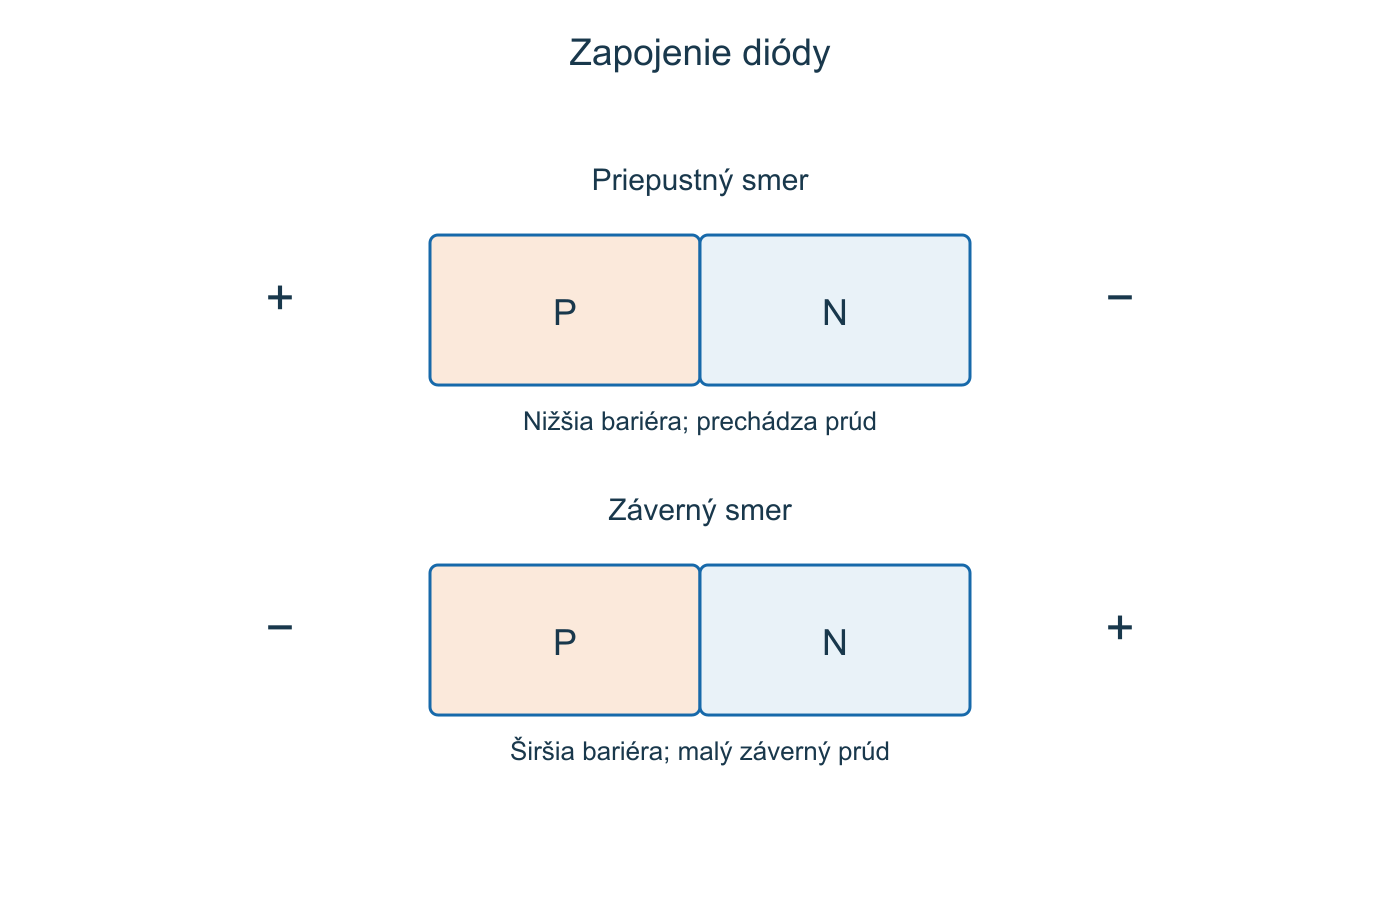 Zapojenie diódy
Priepustný smer
+ P N −
Nižšia bariéra; prechádza prúd
Záverný smer
− P N +
Širšia bariéra; malý záverný prúd